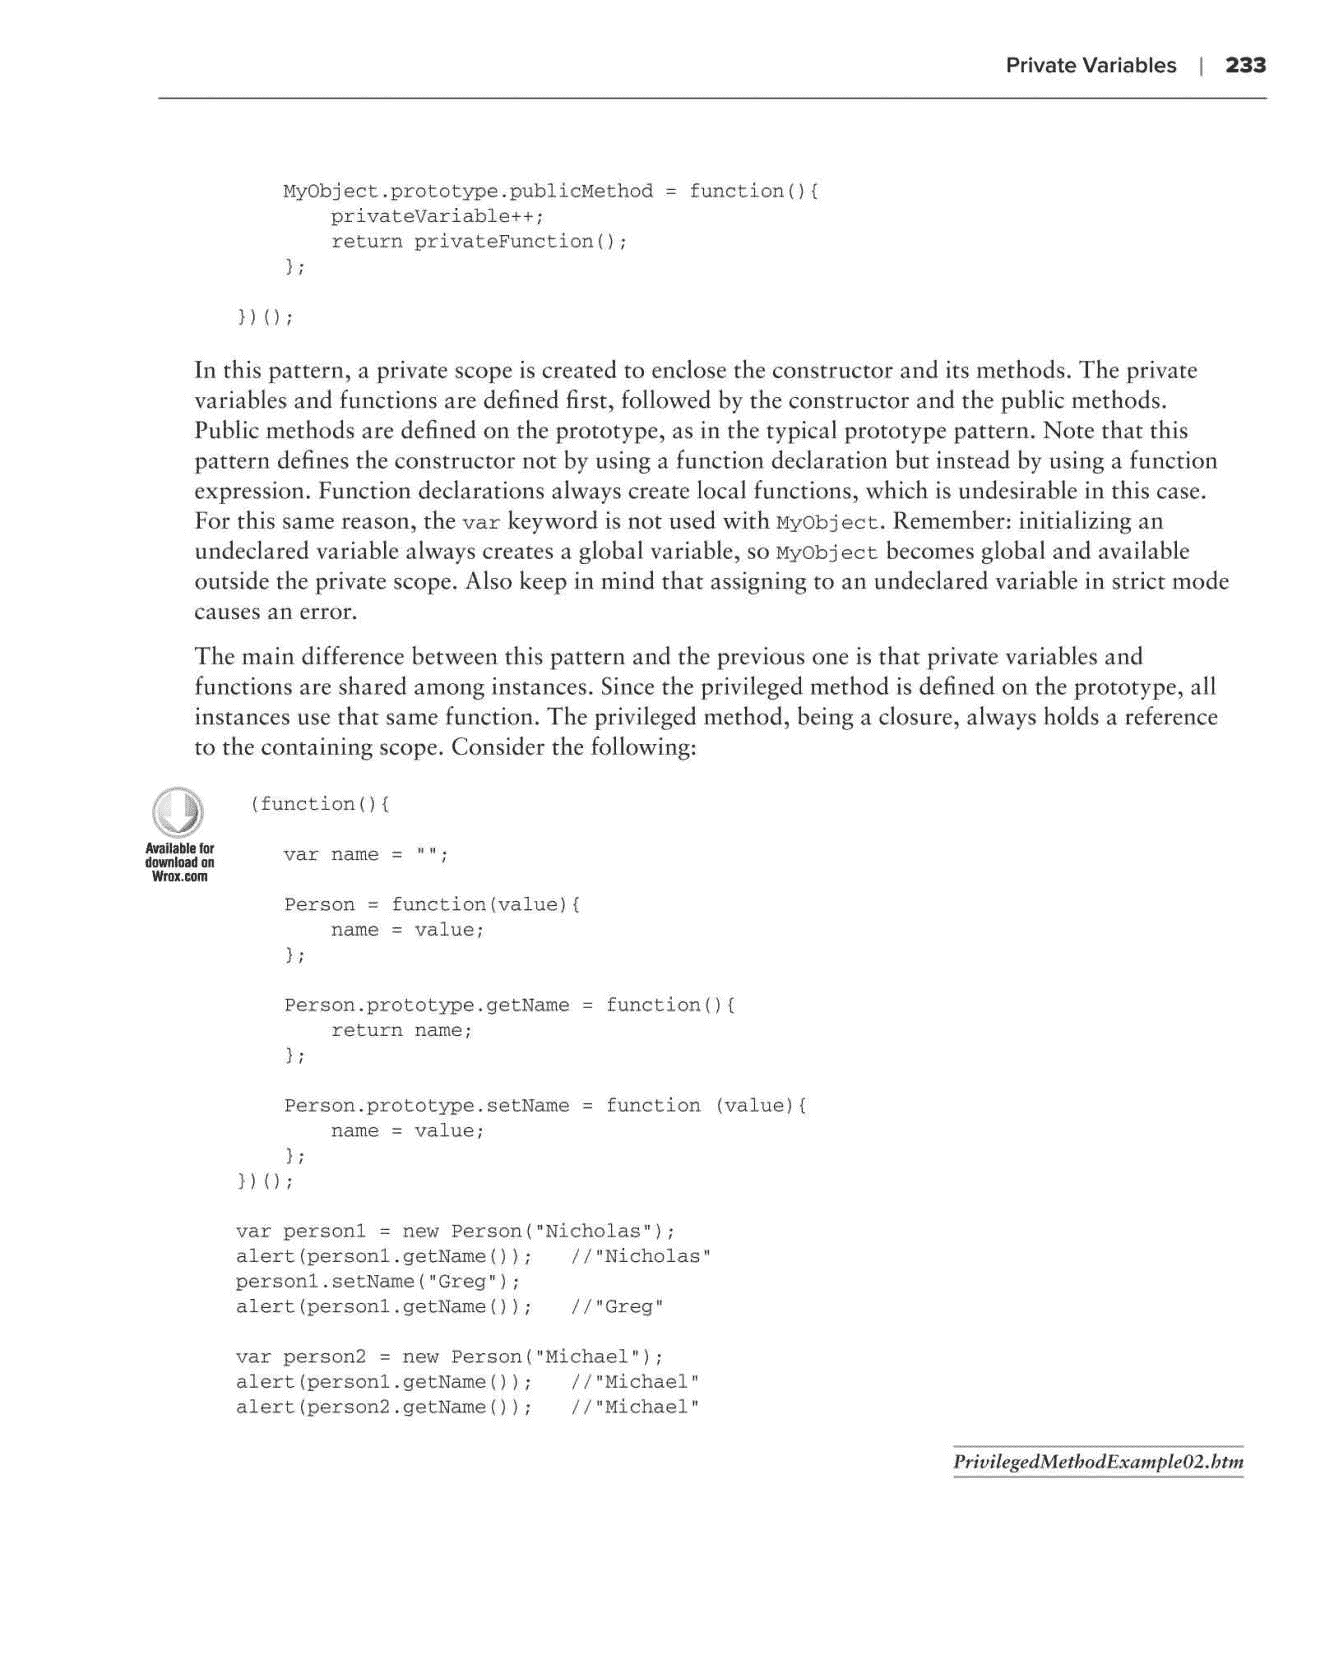 Private Variables | 233
MyObject.prototype.publicMethod = function(){
privateVariable++;
return privateFunction();
};
})();
In this pattern, a private scope is created to enclose the constructor and its methods. The private
variables and functions are defined first, followed by the constructor and the public methods.
Public methods are defined on the prototype, as in the typical prototype pattern. Note that this
pattern defines the constructor not by using a function declaration but instead by using a function
expression. Function declarations always create local functions, which is undesirable in this case.
For this same reason, the var keyword is not used with MyObject. Remember: initializing an
undeclared variable always creates a global variable, so MyObject becomes global and available
outside the private scope. Also keep in mind that assigning to an undeclared variable in strict mode
causes an error.
The main difference between this pattern and the previous one is that private variables and
functions are shared among instances. Since the privileged method is defined on the prototype, all
instances use that same function. The privileged method, being a closure, always holds a reference
to the containing scope. Consider the following:
Available for
download on
Wrox.com
(function(){
var name = "";
Person = function(value){
name = value;
};
Person.prototype.getName = function(){
return name;
};
Person.prototype.setName = function (value){
name = value;
};
})();
var person1 = new Person("Nicholas");
alert(person1.getName()); //"Nicholas"
person1.setName("Greg");
alert(person1.getName()); //"Greg"
var person2 = new Person("Michael");
alert(person1.getName()); //"Michael"
alert(person2.getName()); //"Michael"
PrivilegedMethodExample02.htm